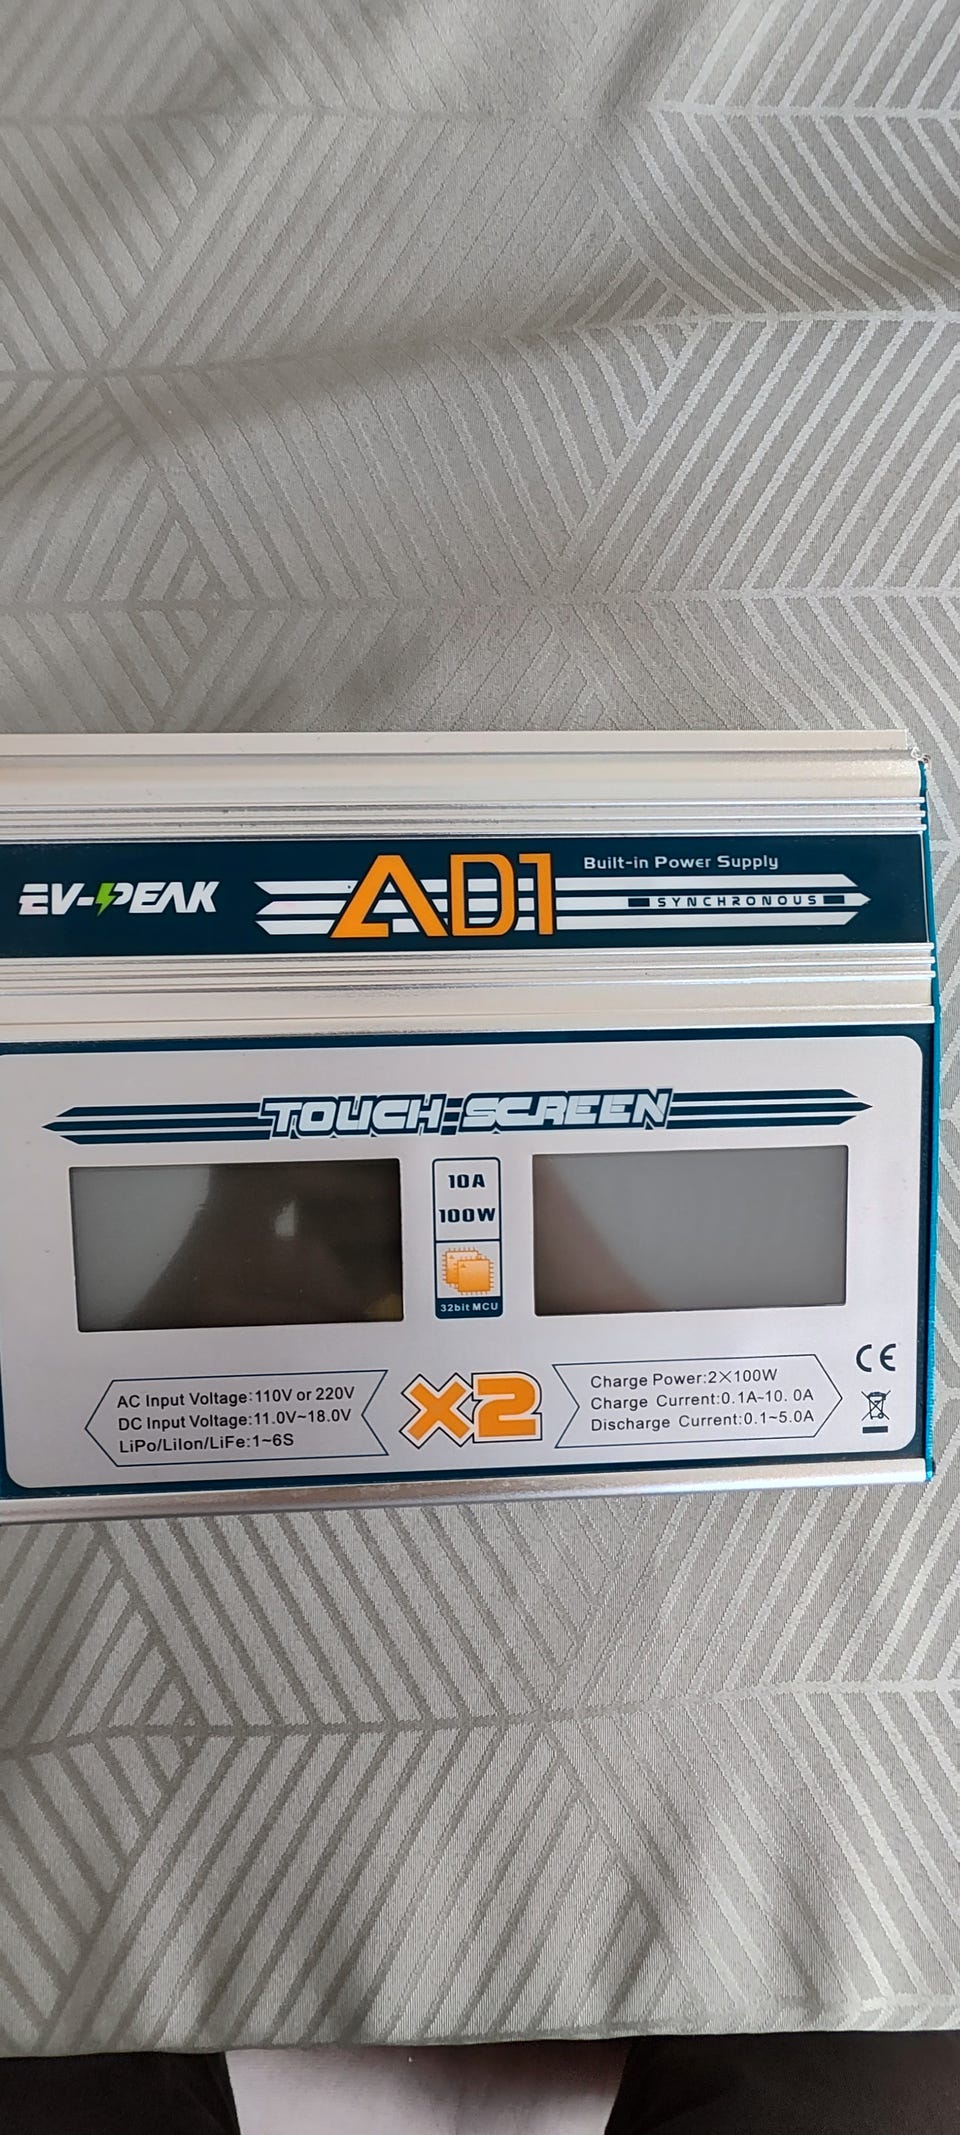 EV-PEAK
AD1
Built-in Power Supply
SYNCHRONOUS
TOUCH-SCREEN
10A
100W
32bit MCU
AC Input Voltage:110V or 220V
DC Input Voltage:11.0V~18.0V
LiPo/LiIon/LiFe:1~6S
X2
Charge Power:2×100W
Charge Current:0.1A~10. 0A
Discharge Current:0.1~5.0A
CE